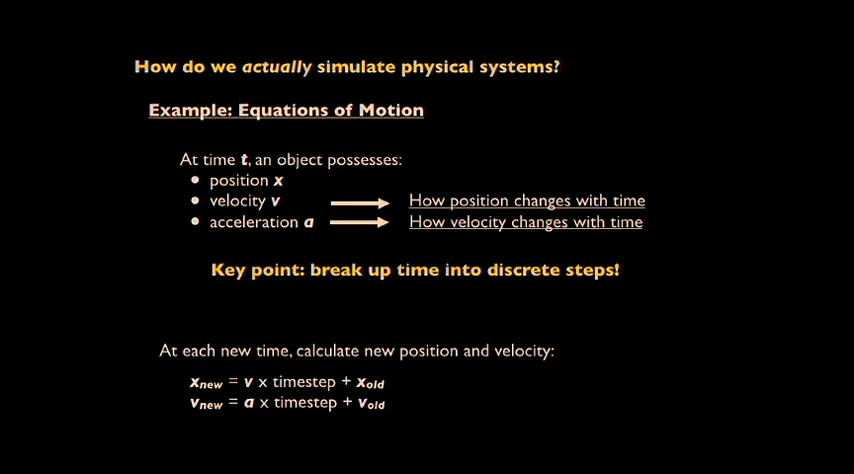 How do we actually simulate physical systems?
Example: Equations of Motion
At time t, an object possesses:
• position x
• velocity v How position changes with time
• acceleration a How velocity changes with time
Key point: break up time into discrete steps!
At each new time, calculate new position and velocity:
xnew = v x timestep + xold
vnew = a x timestep + vold